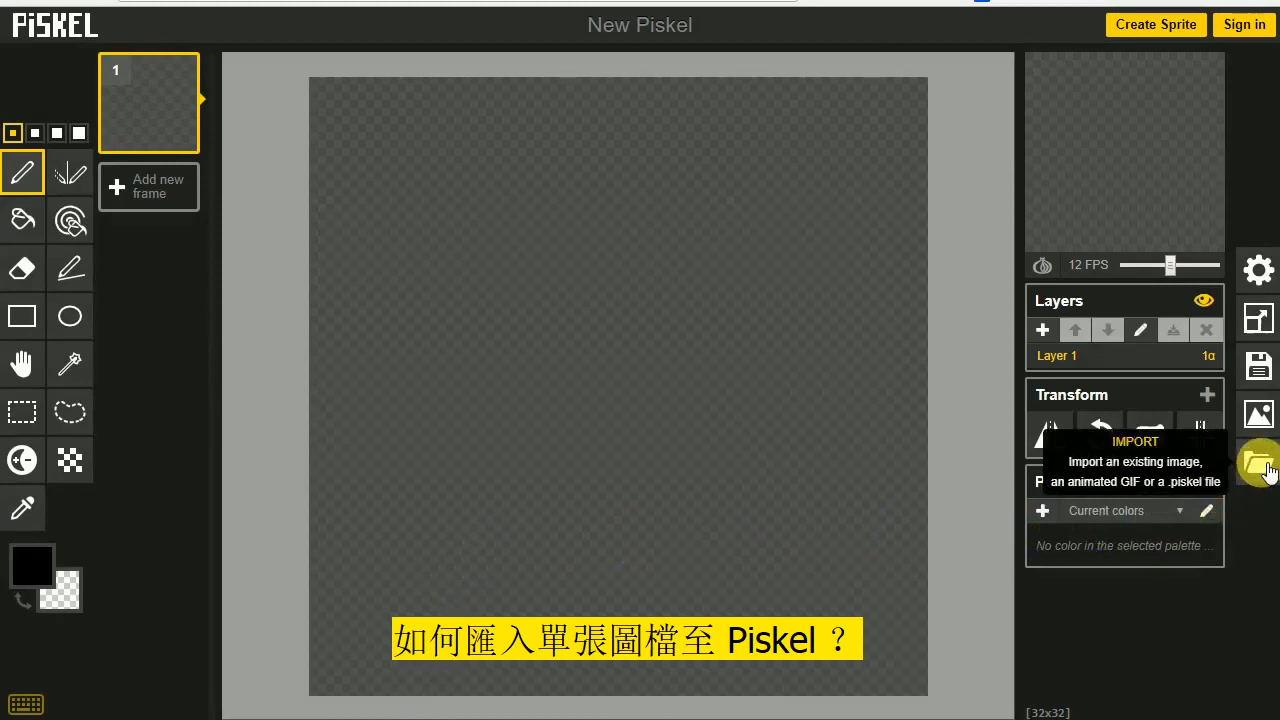 PiSKEL
New Piskel
Create Sprite
Sign in
1
Add new
frame
12 FPS
Layers
Layer 1
1α
Transform
IMPORT
Import an existing image,
an animated GIF or a .piskel file
P
Current colors
No color in the selected palette ...
如何匯入單張圖檔至 Piskel ？
[32x32]